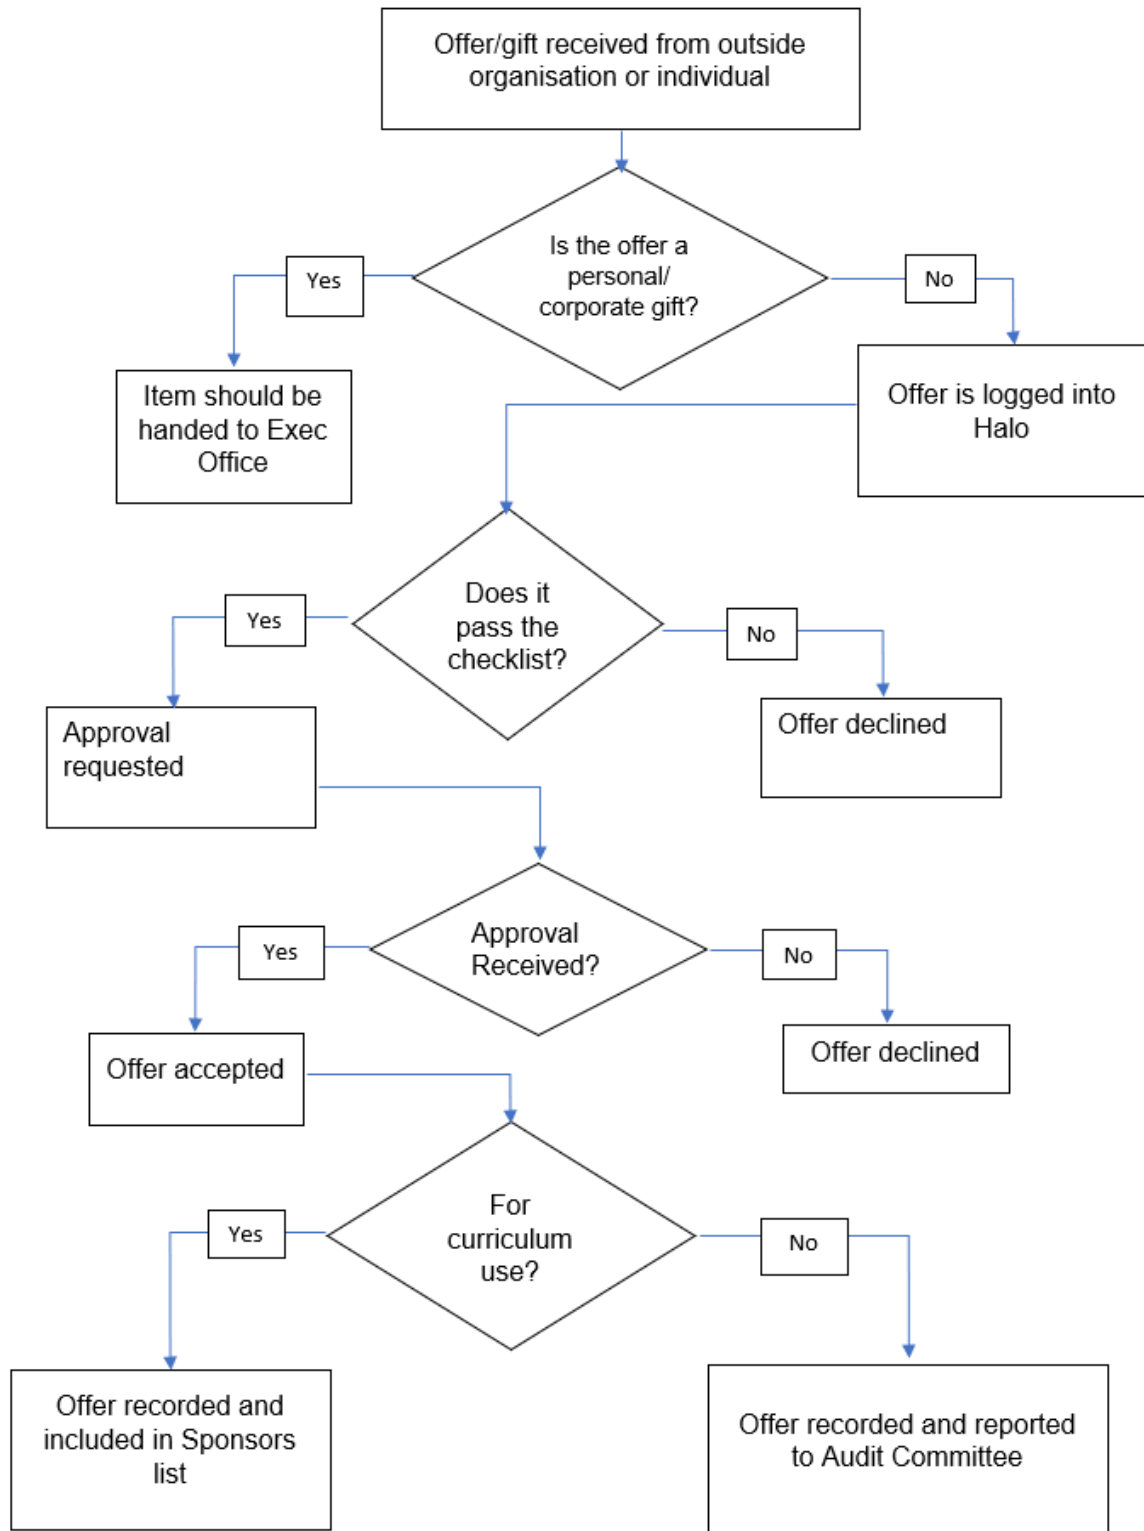 Offer/gift received from outside
organisation or individual
Is the offer a
personal/
corporate gift?
Yes
No
Item should be
handed to Exec
Office
Offer is logged into
Halo
Does it
pass the
checklist?
Yes
No
Approval
requested
Offer declined
Approval
Received?
Yes
No
Offer accepted
Offer declined
For
curriculum
use?
Yes
No
Offer recorded and
included in Sponsors
list
Offer recorded and reported
to Audit Committee